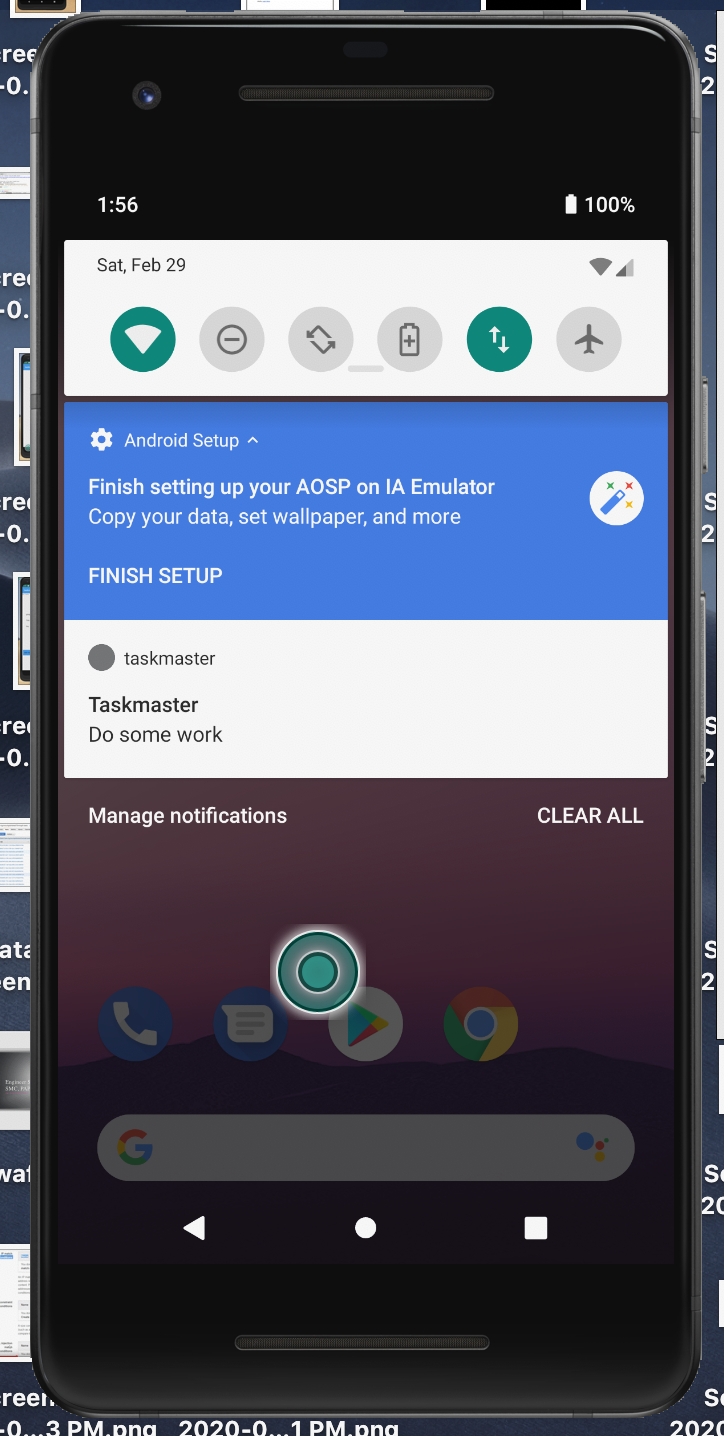 1:56
100%
Sat, Feb 29
Android Setup
Finish setting up your AOSP on IA Emulator
Copy your data, set wallpaper, and more
FINISH SETUP
taskmaster
Taskmaster
Do some work
Manage notifications
CLEAR ALL
G
-0...3 PM.png
2020-0...1 PM.png